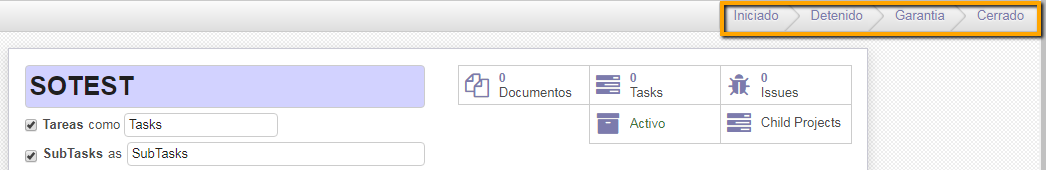 Iniciado Detenido Garantia Cerrado
SOTEST
Tareas como Tasks
SubTasks as SubTasks
0 Documentos
0 Tasks
0 Issues
Activo
Child Projects